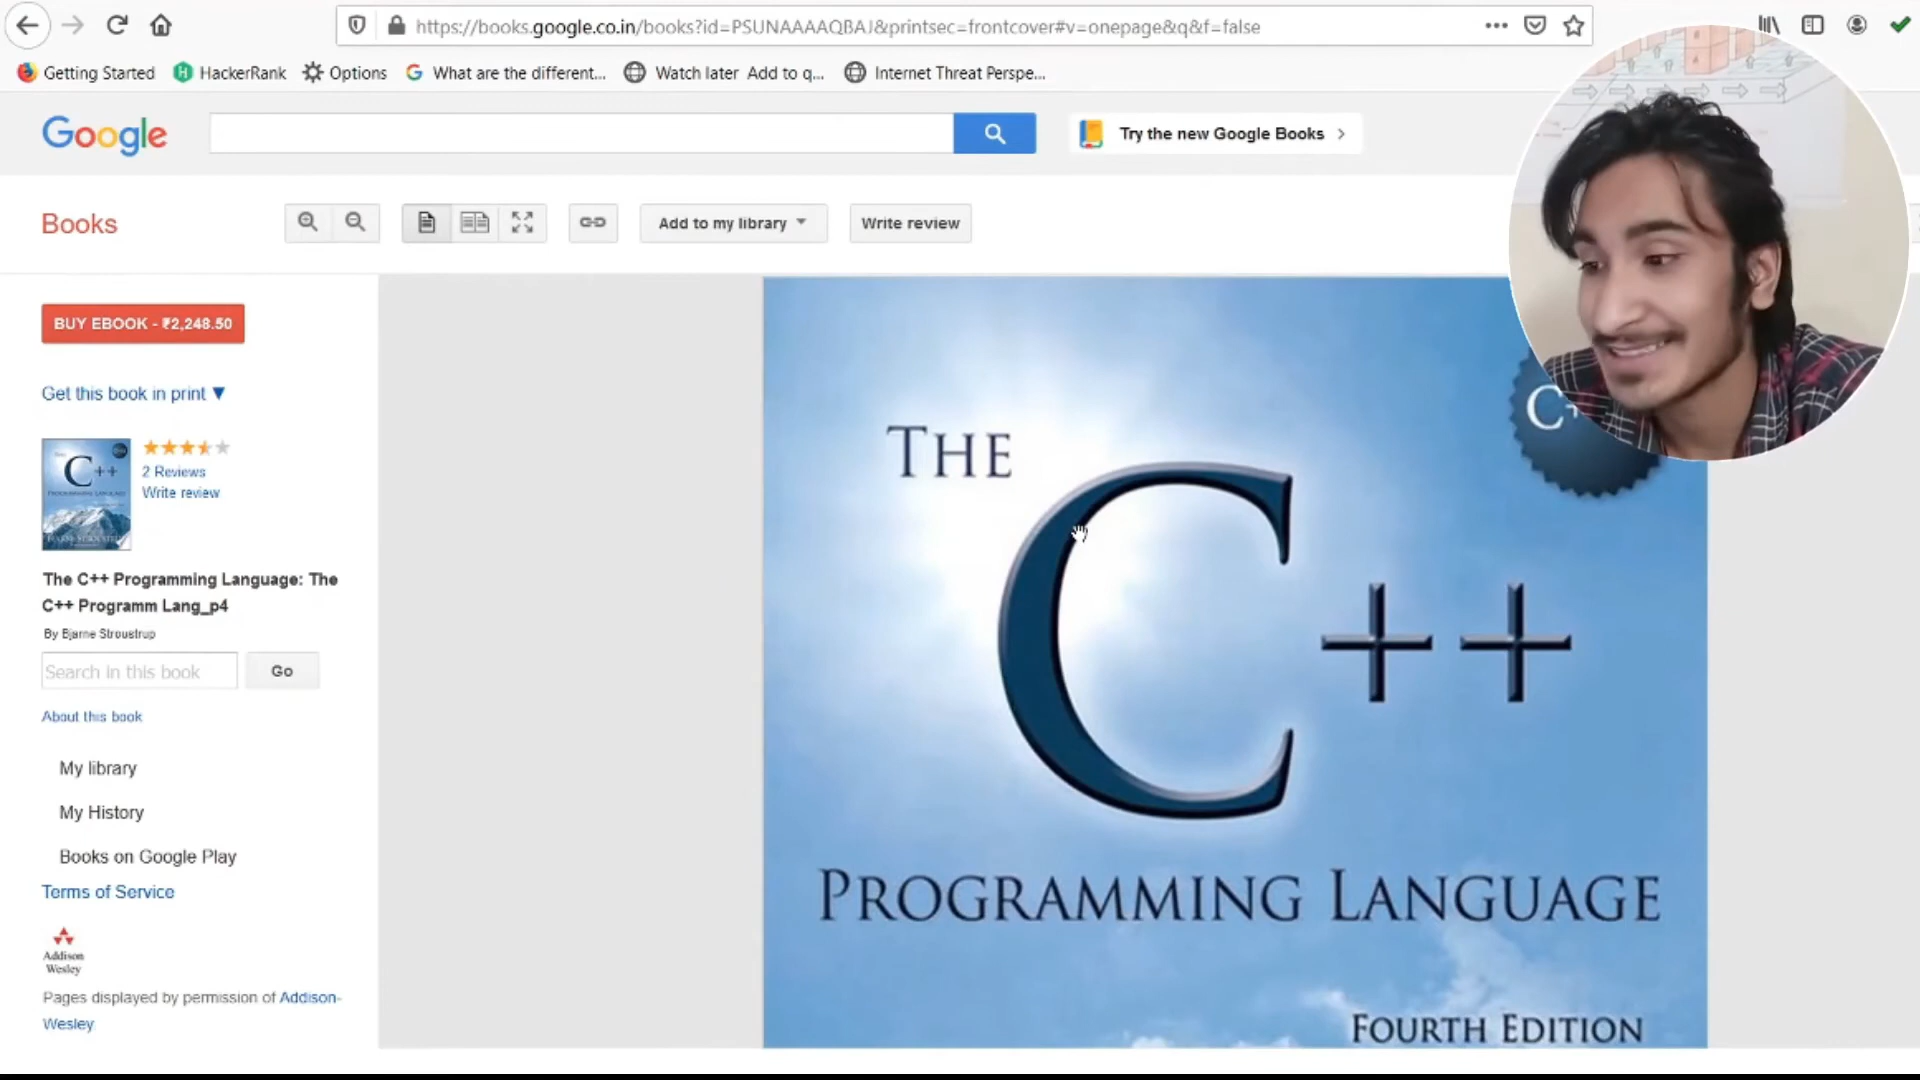 https://books.google.co.in/books?id=PSUNAAAAQBAJ&printsec=frontcover#v=onepage&q&f=false
Getting Started HackerRank Options What are the different... Watch later Add to q... Internet Threat Perspe...
Google
Try the new Google Books
Books
Add to my library
Write review
BUY EBOOK - ₹2,248.50
Get this book in print ▼
2 Reviews
Write review
The C++ Programming Language: The
C++ Programm Lang_p4
By Bjarne Stroustrup
Search in this book
Go
About this book
My library
My History
Books on Google Play
Terms of Service
Addison
Wesley
Pages displayed by permission of Addison-
Wesley
THE
C++
PROGRAMMING LANGUAGE
FOURTH EDITION